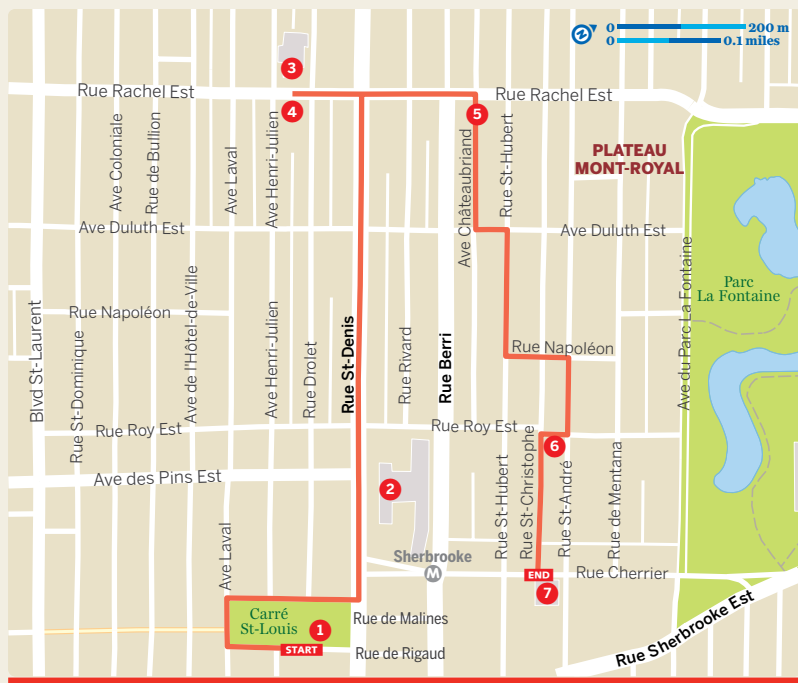 0 200 m
0 0.1 miles
3
Rue Rachel Est
Rue Rachel Est
4
5
Ave Coloniale
Rue de Bullion
Ave Laval
Ave Henri-Julien
Ave Châteaubriand
Rue St-Hubert
PLATEAU
MONT-ROYAL
Ave Duluth Est
Ave Duluth Est
Parc
La Fontaine
Ave du Parc La Fontaine
Blvd St-Laurent
Rue St-Dominique
Rue Napoléon
Ave de l'Hôtel-de-Ville
Ave Henri-Julien
Rue Drolet
Rue St-Denis
Rue Rivard
Rue Berri
Rue Napoléon
Rue Roy Est
Rue Roy Est
6
Ave des Pins Est
2
Rue St-Hubert
Rue St-Christophe
Rue St-André
Rue de Mentana
Ave Laval
Sherbrooke
M
END
Rue Cherrier
7
Carré
St-Louis
1
Rue de Malines
START
Rue de Rigaud
Rue Sherbrooke Est